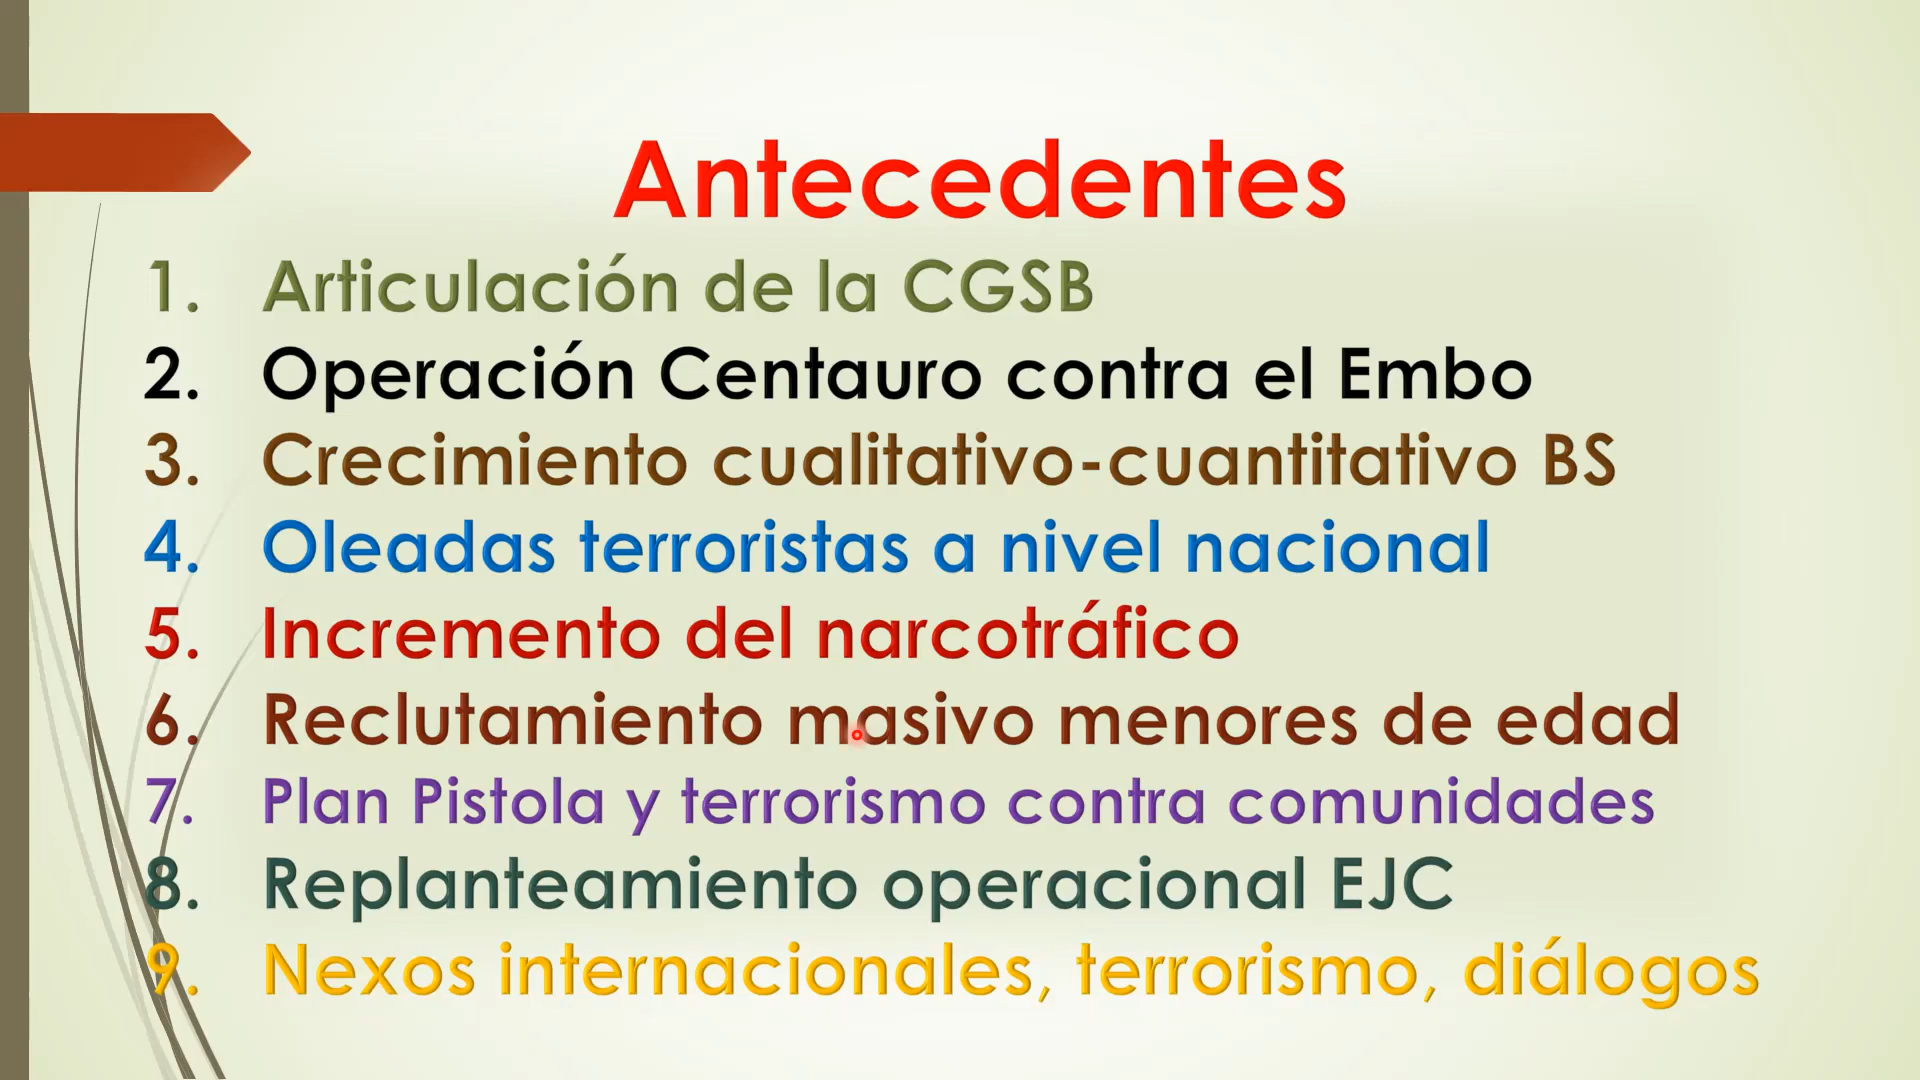 Antecedentes
1. Articulación de la CGSB
2. Operación Centauro contra el Embo
3. Crecimiento cualitativo-cuantitativo BS
4. Oleadas terroristas a nivel nacional
5. Incremento del narcotráfico
6. Reclutamiento masivo menores de edad
7. Plan Pistola y terrorismo contra comunidades
8. Replanteamiento operacional EJC
9. Nexos internacionales, terrorismo, diálogos